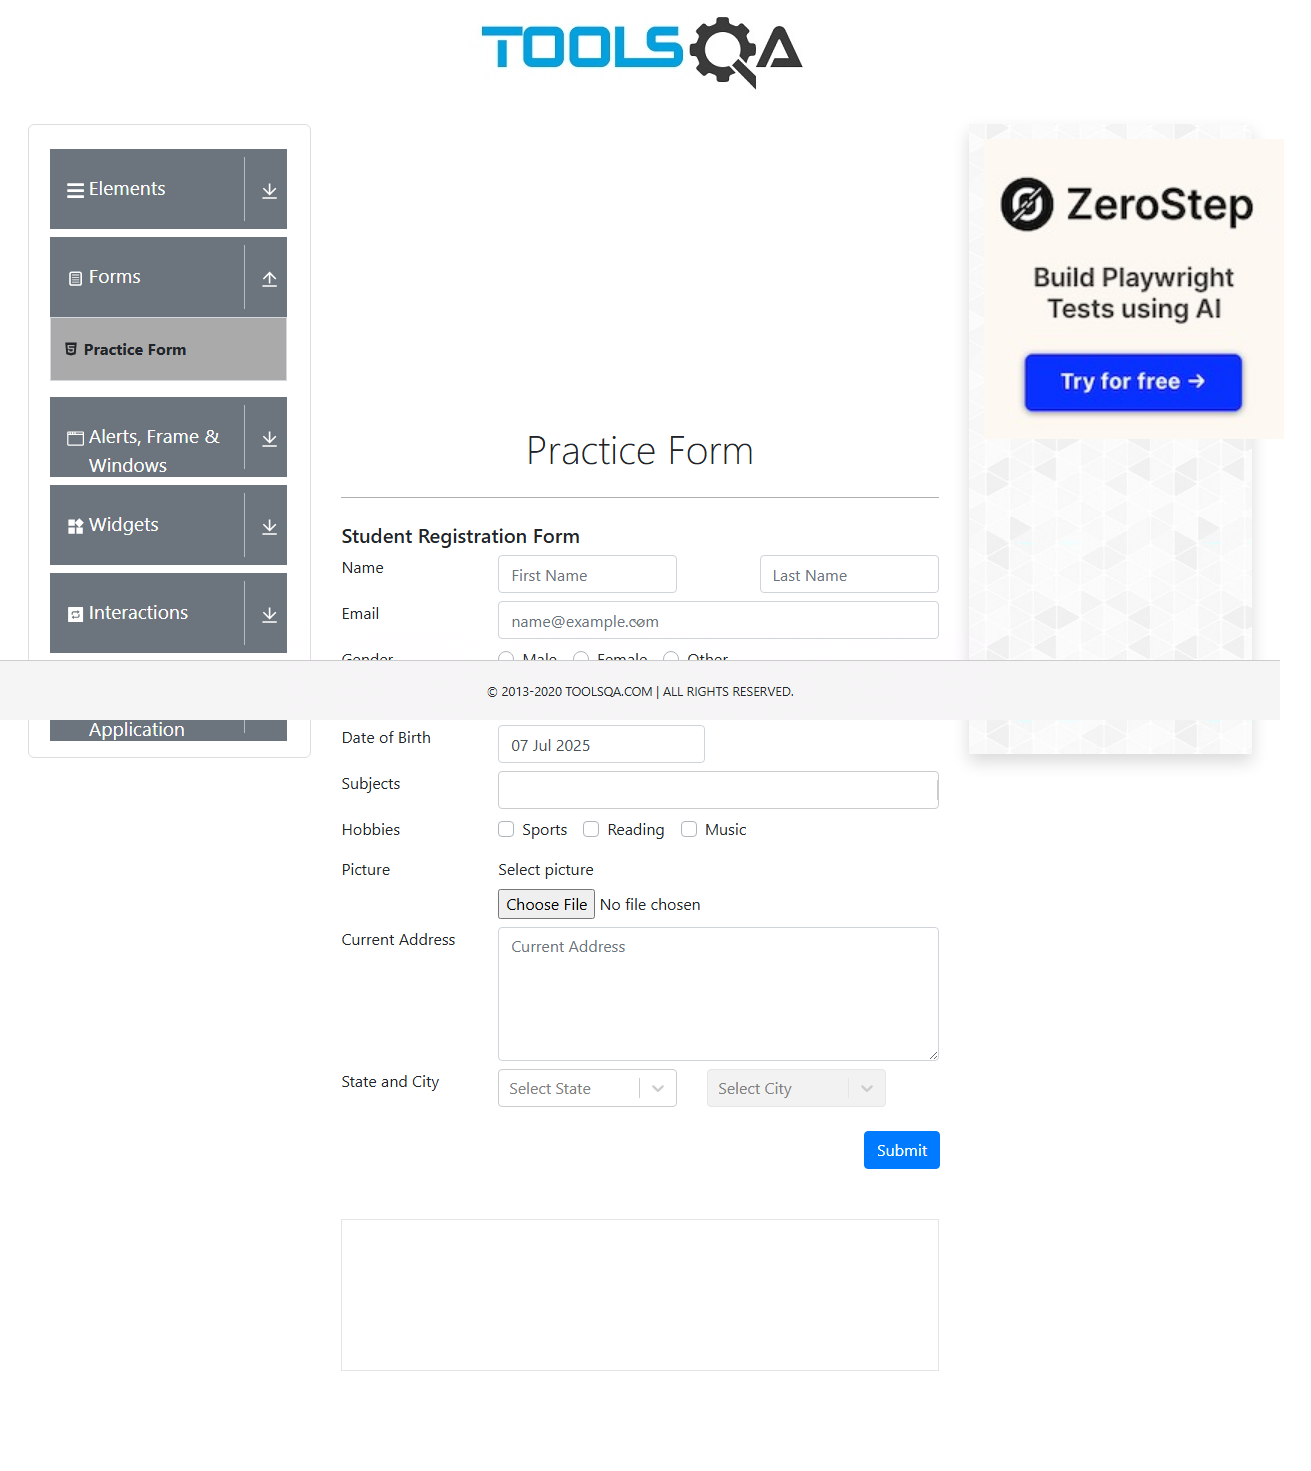 TOOLSQA
Elements
Forms
Practice Form
Alerts, Frame &
Windows
Widgets
Interactions
Application
Practice Form
Student Registration Form
Name
First Name
Last Name
Email
name@example.com
Gender
Male
Female
Other
© 2013-2020 TOOLSQA.COM | ALL RIGHTS RESERVED.
Date of Birth
07 Jul 2025
Subjects
Hobbies
Sports
Reading
Music
Picture
Select picture
Choose File No file chosen
Current Address
Current Address
State and City
Select State
Select City
Submit
ZeroStep
Build Playwright
Tests using AI
Try for free →